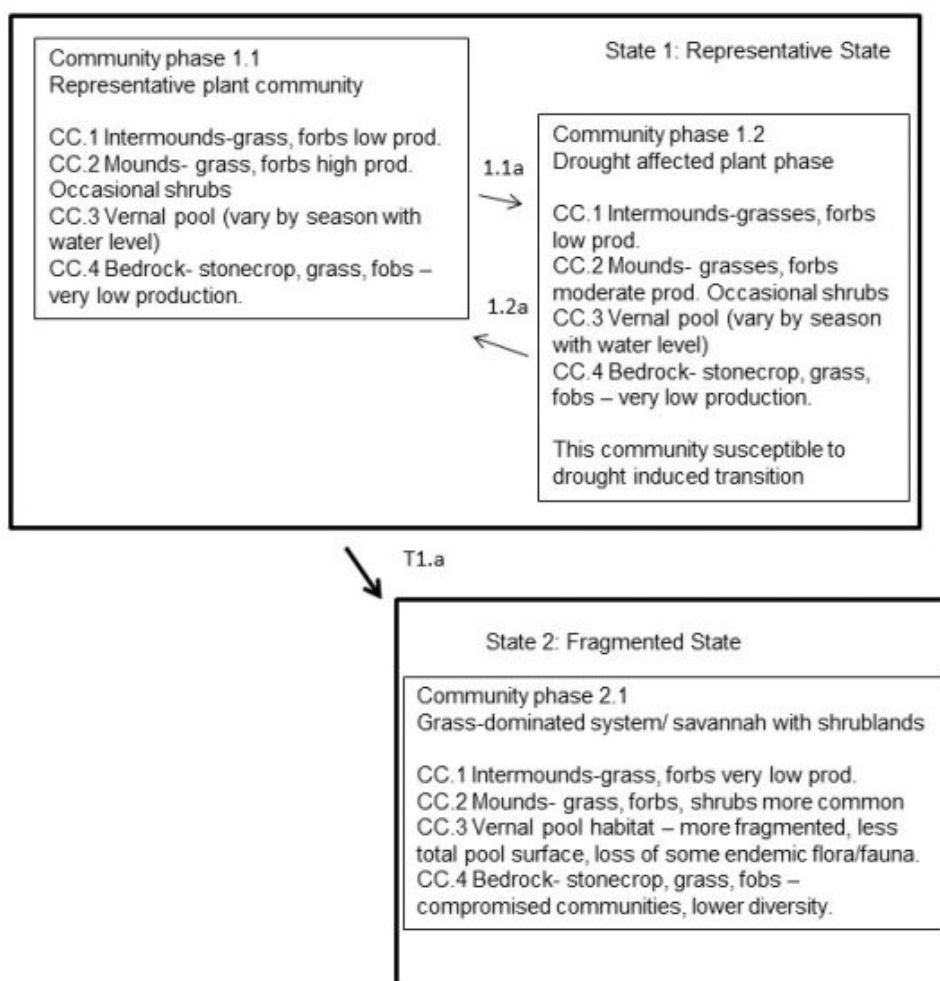 State 1: Representative State
Community phase 1.1
Representative plant community
CC.1 Intermounds-grass, forbs low prod.
CC.2 Mounds- grass, forbs high prod.
Occasional shrubs
CC.3 Vernal pool (vary by season with
water level)
CC.4 Bedrock- stonecrop, grass, fobs –
very low production.
1.1a
1.2a
Community phase 1.2
Drought affected plant phase
CC.1 Intermounds-grasses, forbs
low prod.
CC.2 Mounds- grasses, forbs
moderate prod. Occasional shrubs
CC.3 Vernal pool (vary by season
with water level)
CC.4 Bedrock- stonecrop, grass,
fobs – very low production.
This community susceptible to
drought induced transition
T1.a
State 2: Fragmented State
Community phase 2.1
Grass-dominated system/ savannah with shrublands
CC.1 Intermounds-grass, forbs very low prod.
CC.2 Mounds- grass, forbs, shrubs more common
CC.3 Vernal pool habitat – more fragmented, less
total pool surface, loss of some endemic flora/fauna.
CC.4 Bedrock- stonecrop, grass, fobs –
compromised communities, lower diversity.